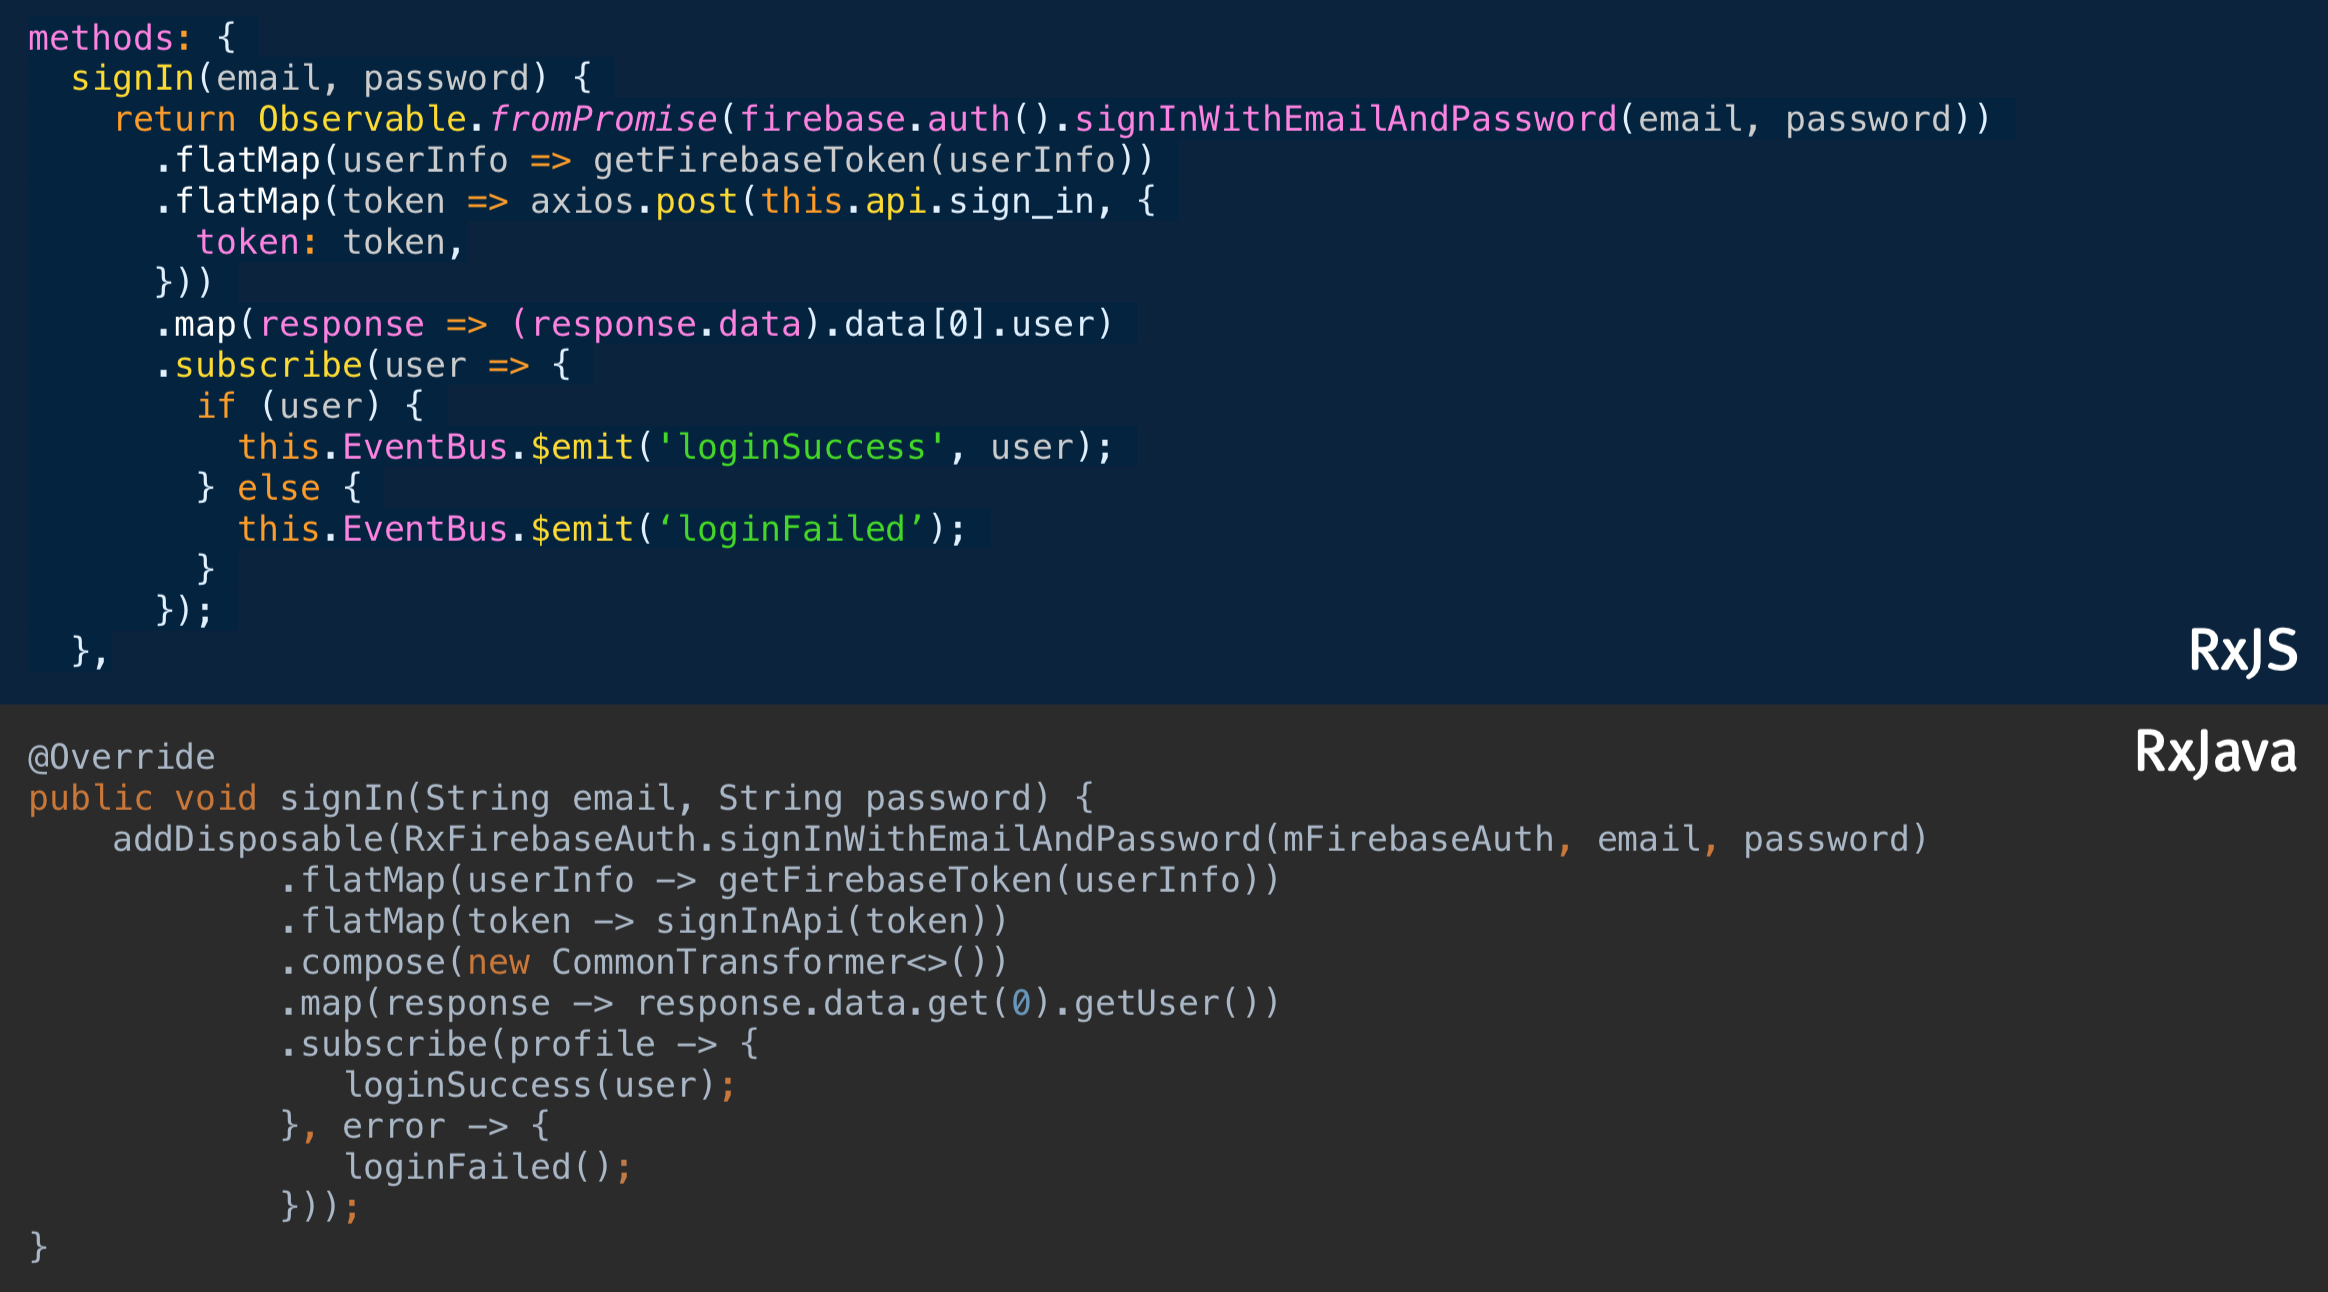 methods: {
  signIn(email, password) {
    return Observable.fromPromise(firebase.auth().signInWithEmailAndPassword(email, password))
      .flatMap(userInfo => getFirebaseToken(userInfo))
      .flatMap(token => axios.post(this.api.sign_in, {
        token: token,
      }))
      .map(response => (response.data).data[0].user)
      .subscribe(user => {
        if (user) {
          this.EventBus.$emit('loginSuccess', user);
        } else {
          this.EventBus.$emit(‘loginFailed’);
        }
      });
  },
RxJS
RxJava
@Override
public void signIn(String email, String password) {
    addDisposable(RxFirebaseAuth.signInWithEmailAndPassword(mFirebaseAuth, email, password)
            .flatMap(userInfo –> getFirebaseToken(userInfo))
            .flatMap(token –> signInApi(token))
            .compose(new CommonTransformer<>())
            .map(response –> response.data.get(0).getUser())
            .subscribe(profile –> {
               loginSuccess(user);
            }, error –> {
               loginFailed();
            }));
}